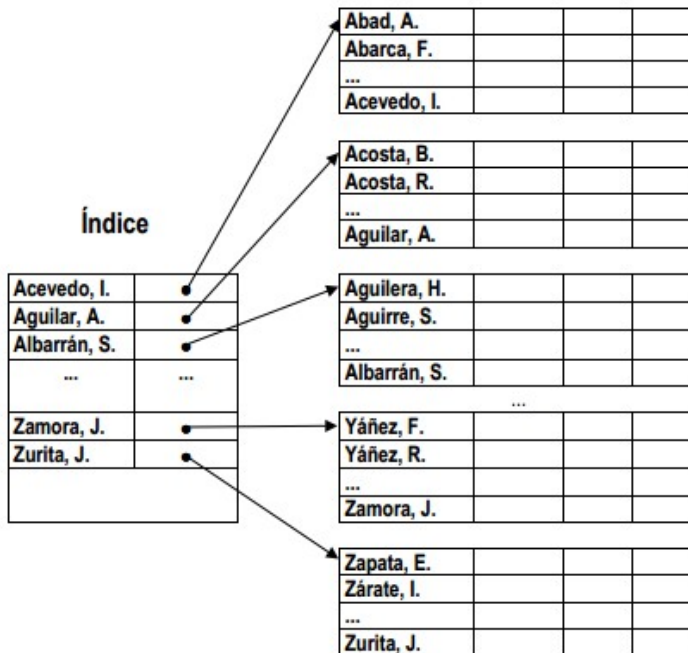 Índice
Acevedo, I.
Aguilar, A.
Albarrán, S.
... ...
Zamora, J.
Zurita, J.
Abad, A.
Abarca, F.
...
Acevedo, I.
Acosta, B.
Acosta, R.
...
Aguilar, A.
Aguilera, H.
Aguirre, S.
...
Albarrán, S.
...
Yáñez, F.
Yáñez, R.
...
Zamora, J.
Zapata, E.
Zárate, I.
...
Zurita, J.